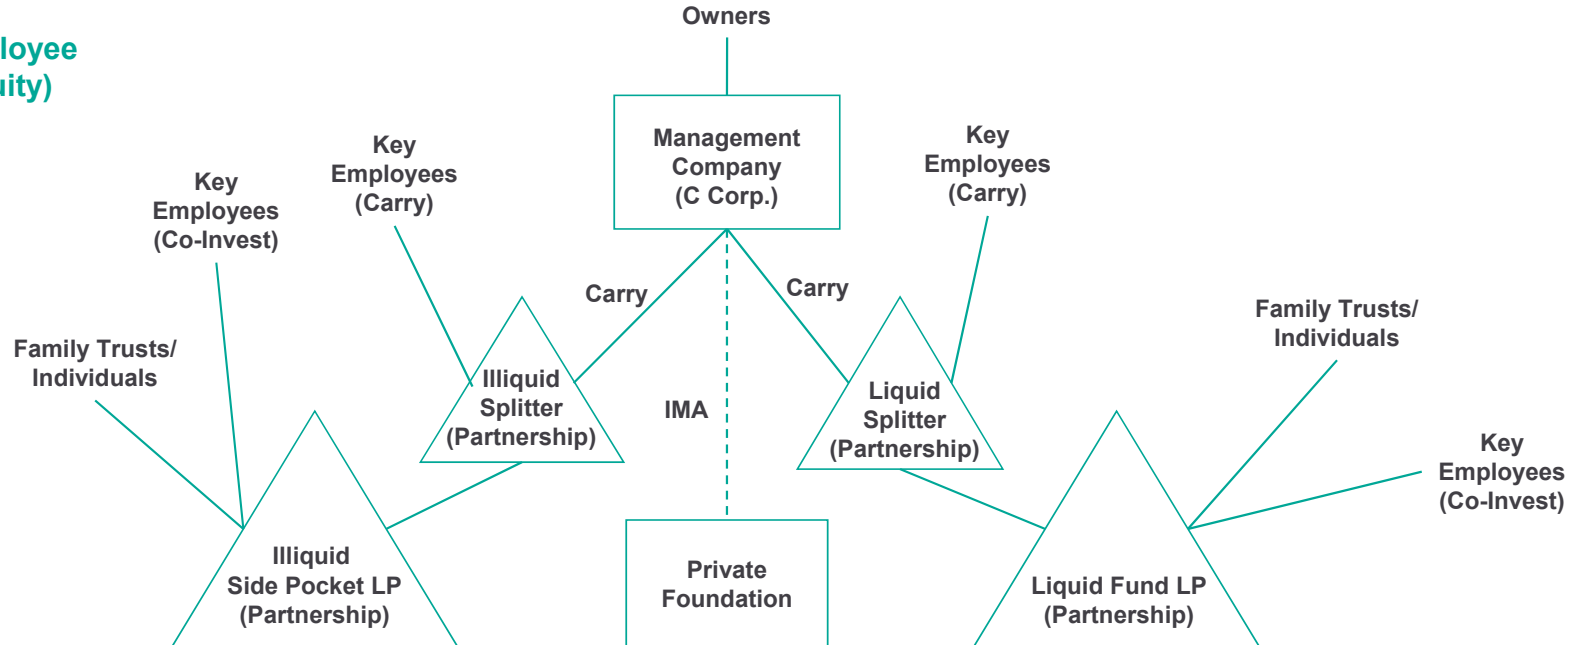 Owners
loyee
uity)
Management
Company
(C Corp.)
Key
Employees
(Carry)
Key
Employees
(Carry)
Key
Employees
(Co-Invest)
Carry
Carry
Family Trusts/
Individuals
Family Trusts/
Individuals
Illiquid
Splitter
(Partnership)
IMA
Liquid
Splitter
(Partnership)
Key
Employees
(Co-Invest)
Illiquid
Side Pocket LP
(Partnership)
Private
Foundation
Liquid Fund LP
(Partnership)